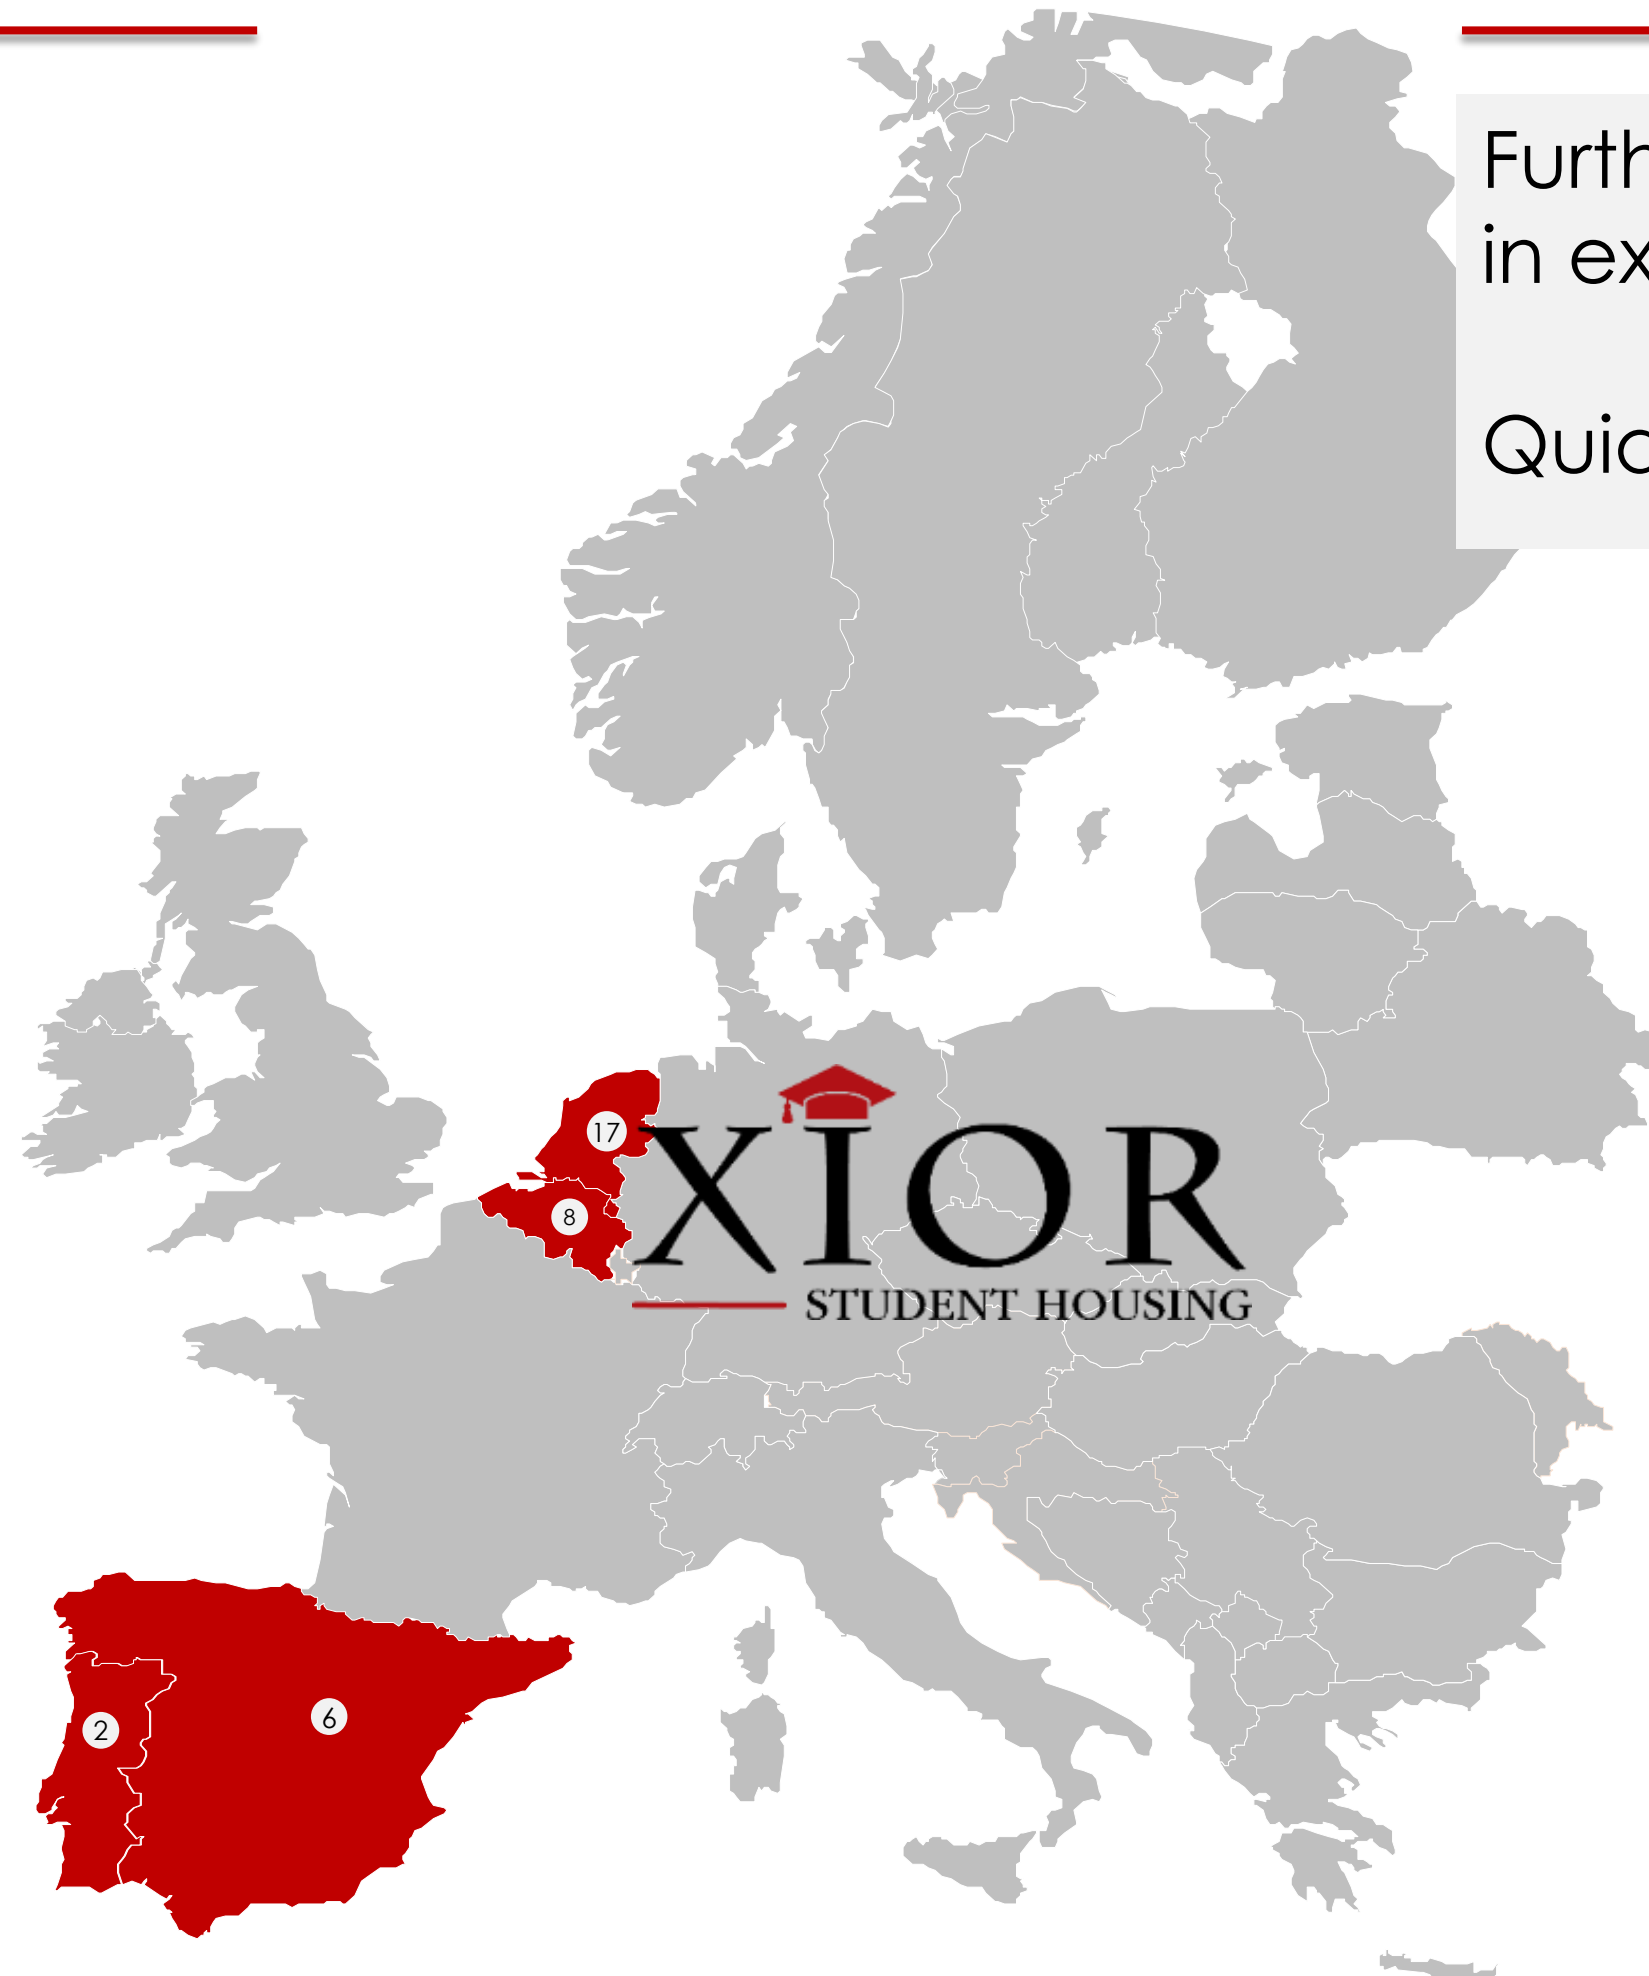 Furth
in ex
Quic
17
XIOR
8
STUDENT HOUSING
2
6